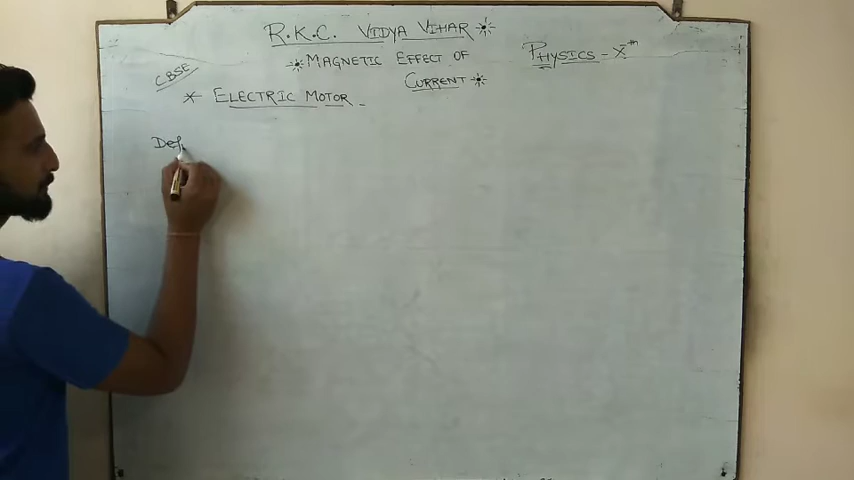 R.K.C. VIDYA VIHAR
MAGNETIC EFFECT OF
CURRENT
PHYSICS - X th
CBSE
* ELECTRIC MOTOR -
Def